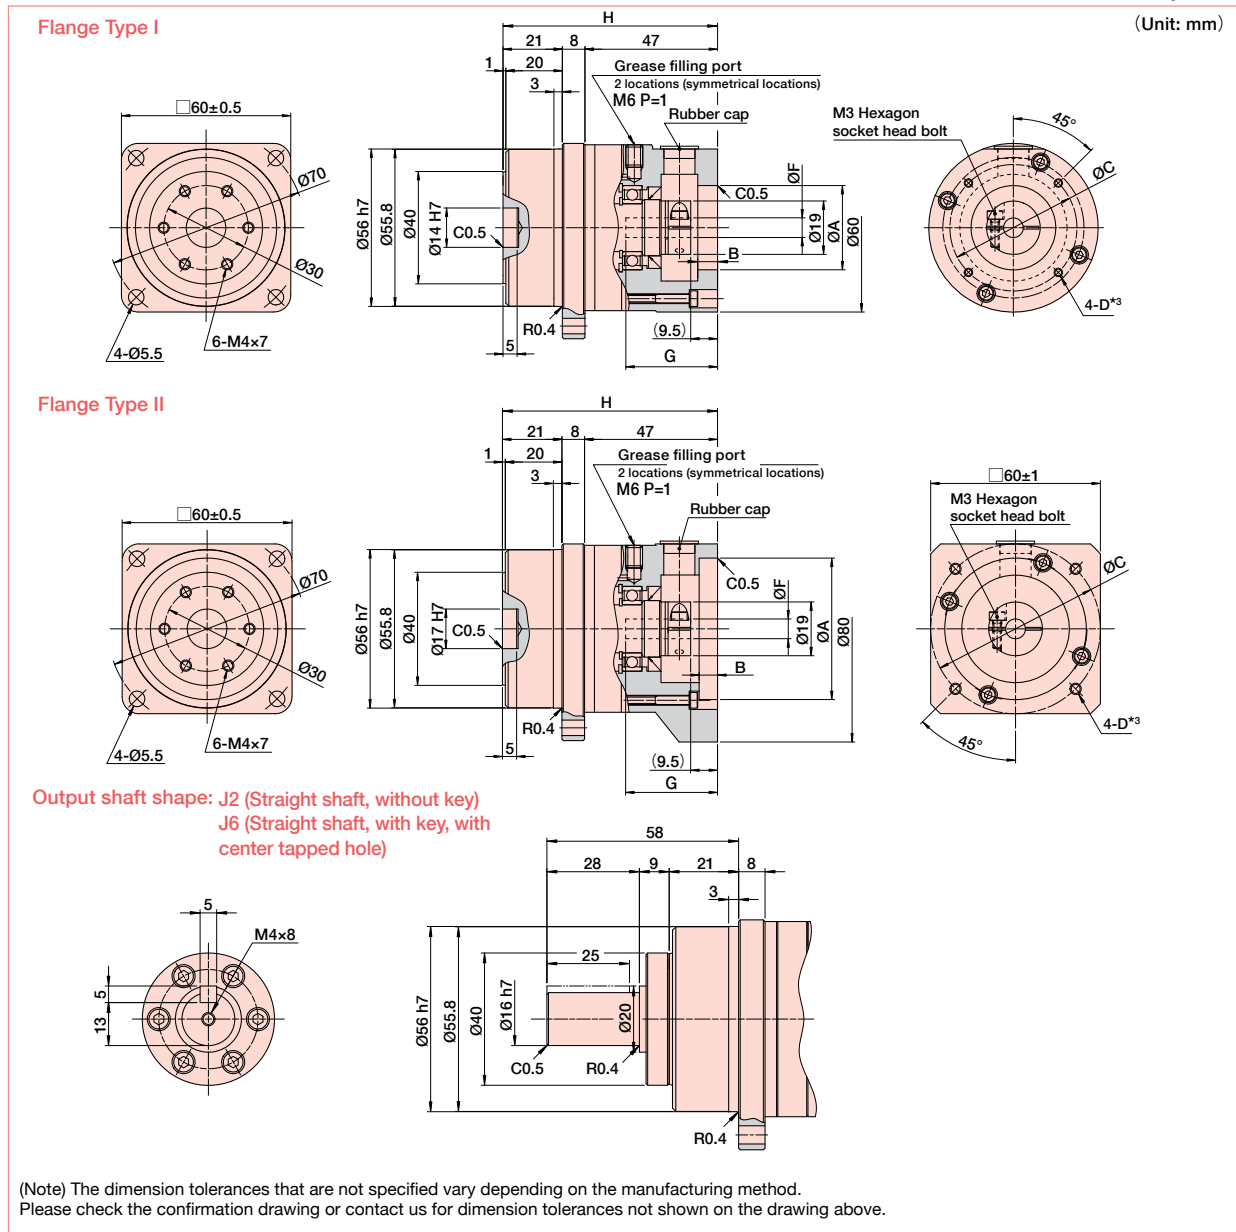 Flange Type I
(Unit: mm)
H
21 8 47
1 20
3
Grease filling port
2 locations (symmetrical locations)
M6 P=1
Rubber cap
M3 Hexagon
socket head bolt
45°
□60±0.5
Ø70
Ø30
4-Ø5.5
6-M4×7
Ø56 h7
Ø55.8
Ø40
Ø14 H7
C0.5
C0.5
ØF
Ø19
ØA
Ø60
B
R0.4
5
(9.5)
G
ØC
4-D*3
Flange Type II
H
21 8 47
1 20
3
Grease filling port
2 locations (symmetrical locations)
M6 P=1
Rubber cap
□60±1
M3 Hexagon
socket head bolt
□60±0.5
Ø70
Ø30
4-Ø5.5
6-M4×7
Ø56 h7
Ø55.8
Ø40
Ø17 H7
C0.5
C0.5
ØF
Ø19
ØA
Ø80
B
R0.4
5
(9.5)
G
ØC
4-D*3
45°
Output shaft shape: J2 (Straight shaft, without key)
J6 (Straight shaft, with key, with
center tapped hole)
58
28 9 21 8
3
25
5
M4×8
5
13
Ø56 h7
Ø55.8
Ø40
Ø16 h7
Ø20
C0.5
R0.4
R0.4
(Note) The dimension tolerances that are not specified vary depending on the manufacturing method.
Please check the confirmation drawing or contact us for dimension tolerances not shown on the drawing above.